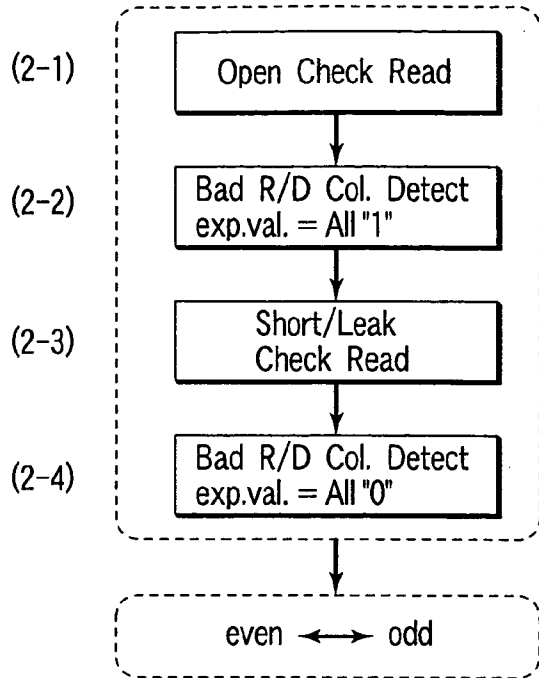 (2-1)
Open Check Read
(2-2)
Bad R/D Col. Detect
exp.val. = All "1"
(2-3)
Short/Leak
Check Read
(2-4)
Bad R/D Col. Detect
exp.val. = All "0"
even ↔ odd